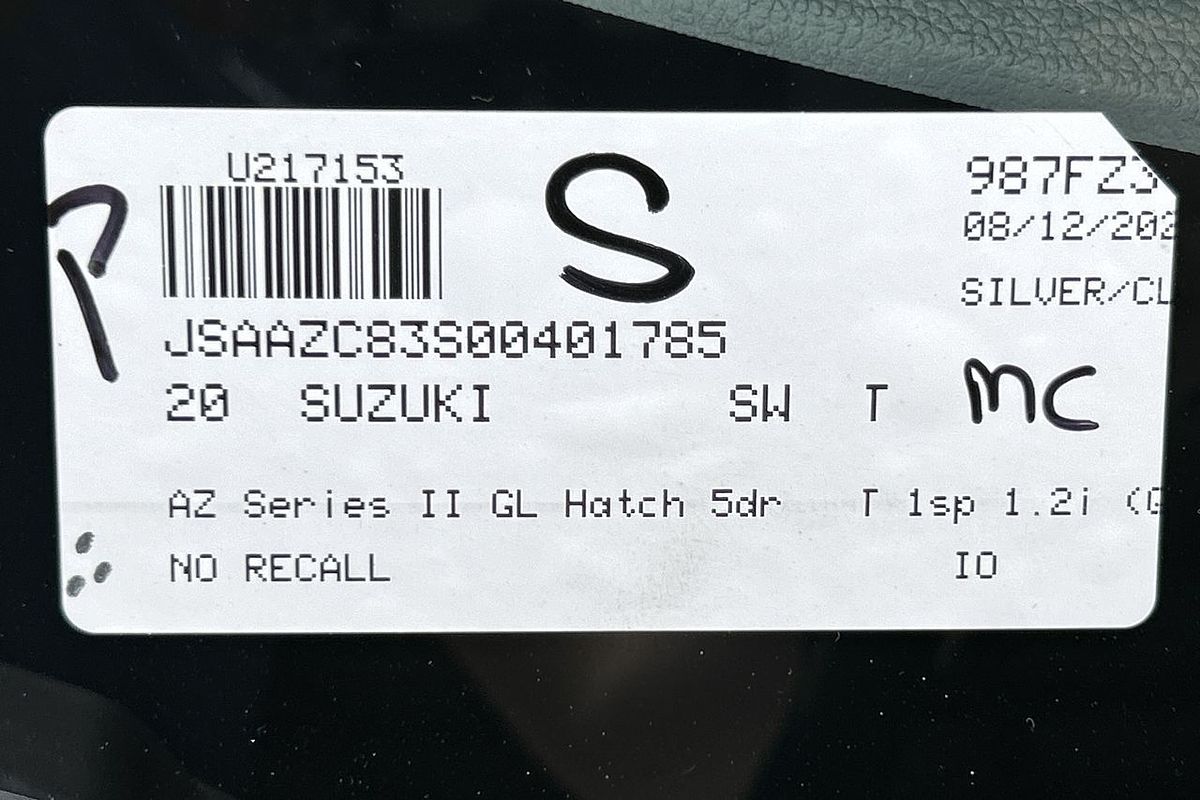 U217153
S
987FZ3
08/12/202
SILVER/CL
P
JSAAZC83S00401785
20 SUZUKI SW T
MC
AZ Series II GL Hatch 5dr T 1sp 1.2i (G
NO RECALL IO